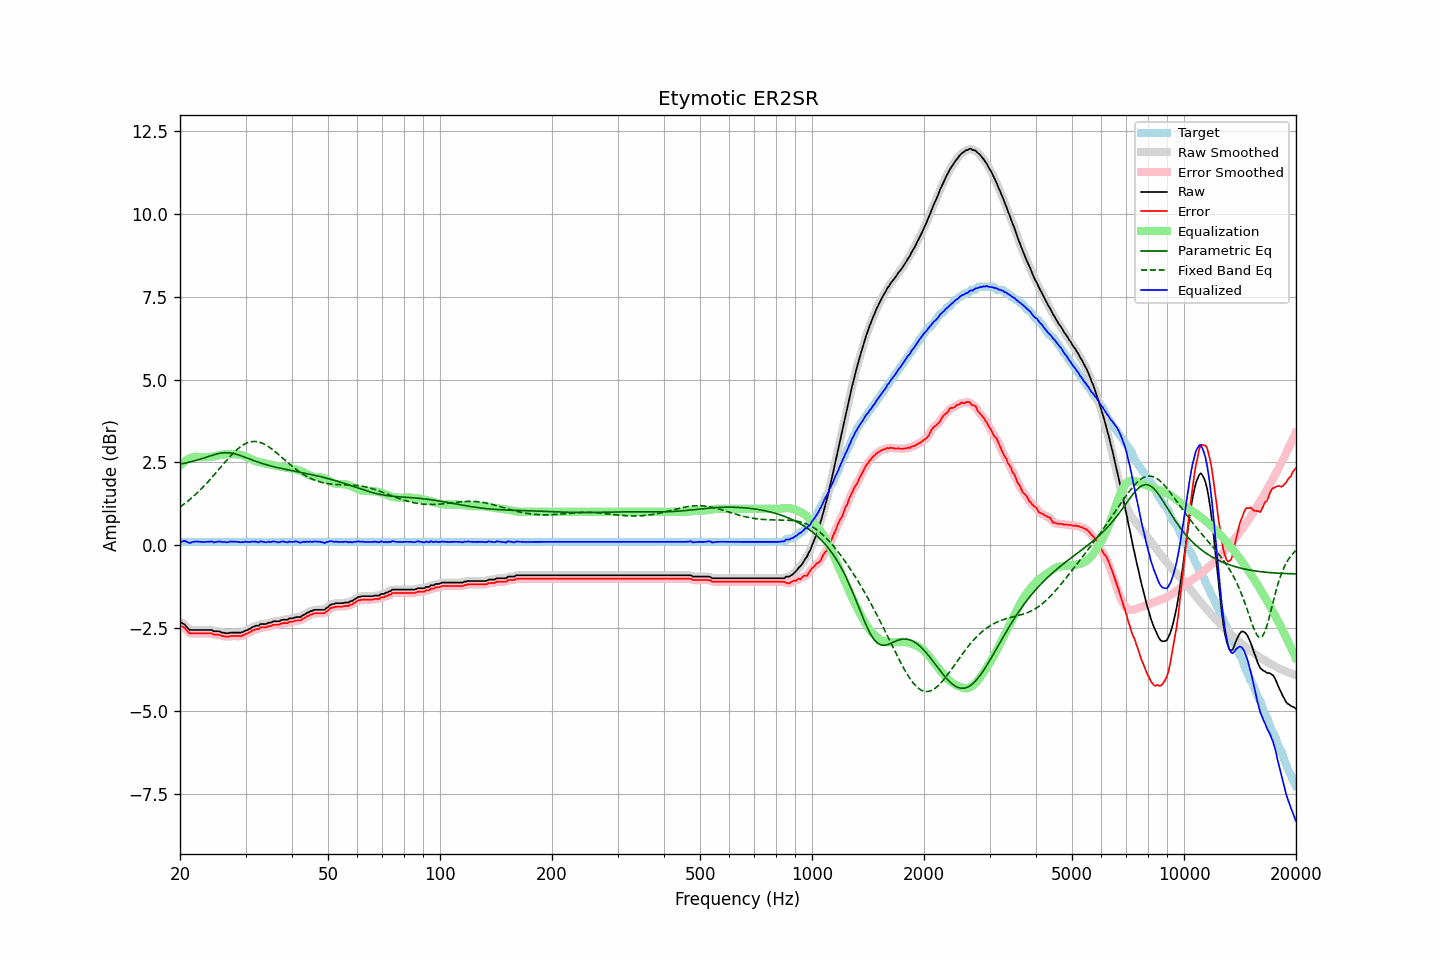 Etymotic ER2SR
12.5
10.0
7.5
5.0
2.5
0.0
−2.5
−5.0
−7.5
Amplitude (dBr)
20
50
100
200
500
1000
2000
5000
10000
20000
Frequency (Hz)
Target
Raw Smoothed
Error Smoothed
Raw
Error
Equalization
Parametric Eq
Fixed Band Eq
Equalized